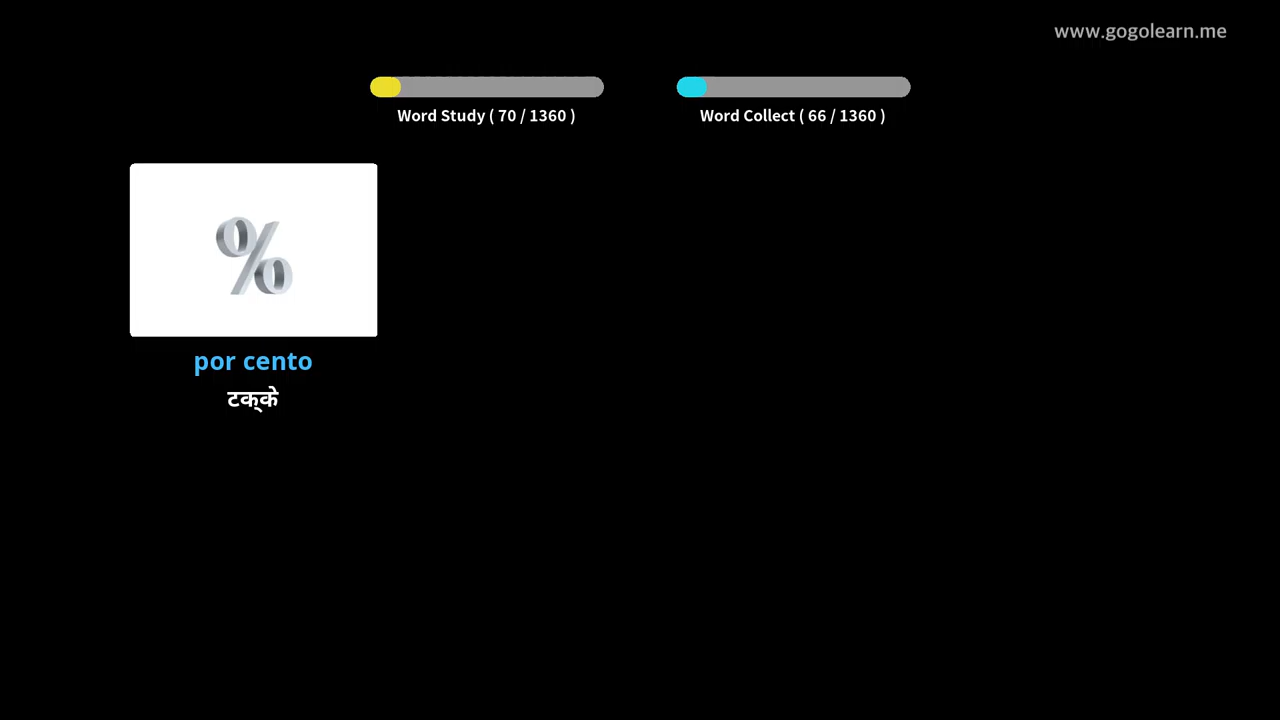 www.gogolearn.me
Word Study ( 70 / 1360 )
Word Collect ( 66 / 1360 )
%
por cento
टक्के